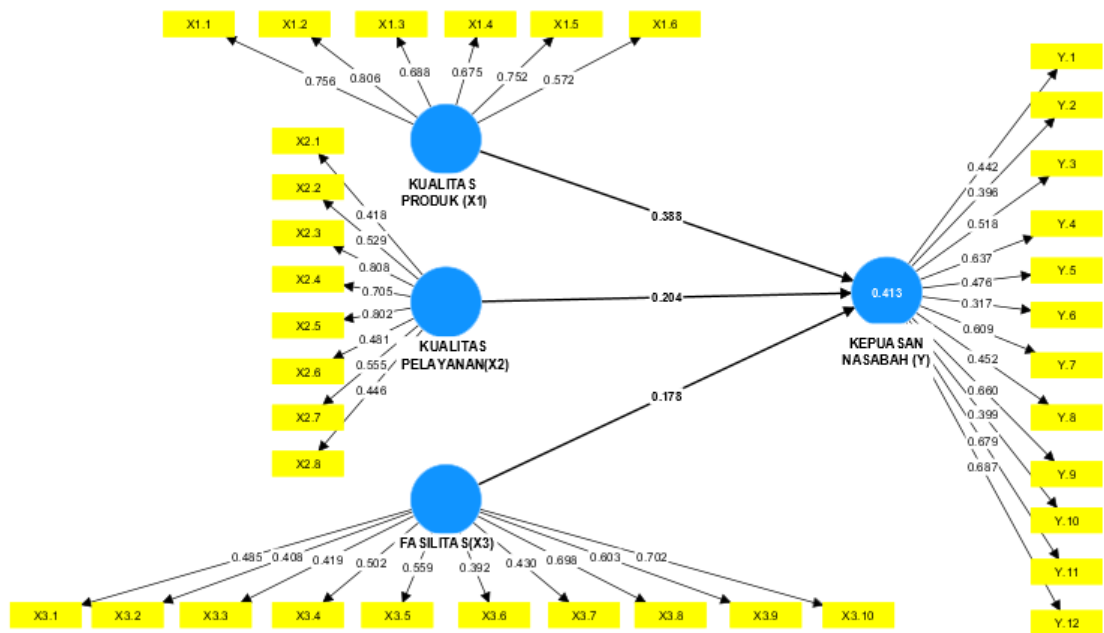 X1.1
X1.2
X1.3
X1.4
X1.5
X1.6
0.756
0.806
0.688
0.675
0.752
0.572
KUALITAS
PRODUK (X1)
X2.1
X2.2
X2.3
X2.4
X2.5
X2.6
X2.7
X2.8
0.418
0.529
0.808
0.705
0.802
0.481
0.555
0.446
KUALITAS
PELAYANAN(X2)
0.388
0.204
0.178
FASILITAS(X3)
0.485
0.408
0.419
0.502
0.559
0.392
0.430
0.698
0.603
0.702
X3.1
X3.2
X3.3
X3.4
X3.5
X3.6
X3.7
X3.8
X3.9
X3.10
0.413
KEPUASAN
NASABAH (Y)
0.442
0.396
0.518
0.637
0.476
0.317
0.609
0.452
0.660
0.399
0.679
0.687
Y.1
Y.2
Y.3
Y.4
Y.5
Y.6
Y.7
Y.8
Y.9
Y.10
Y.11
Y.12